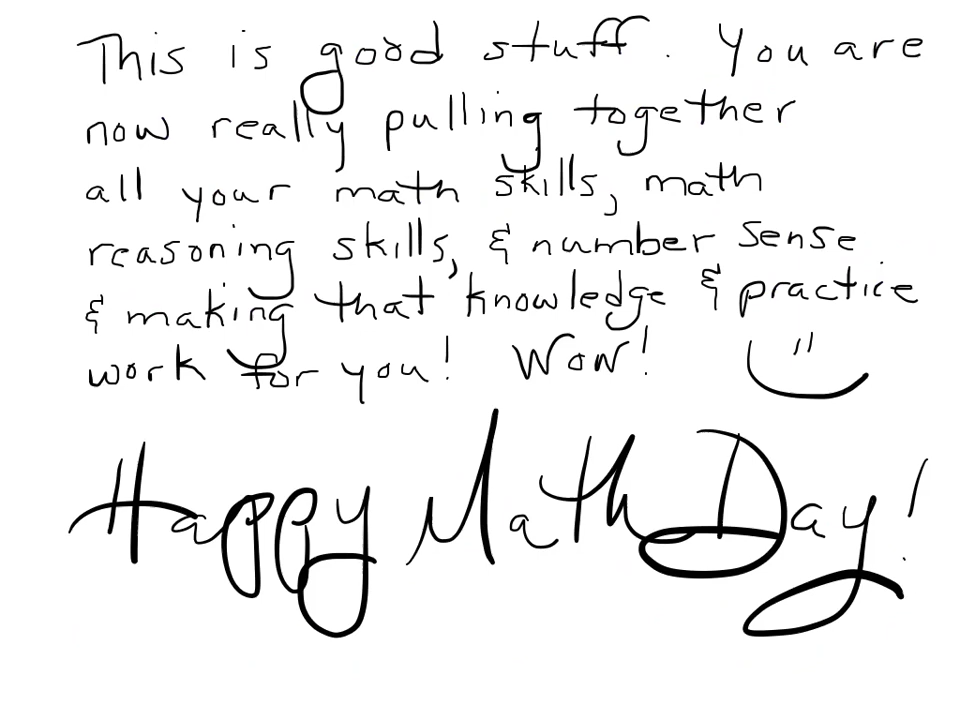 This is good stuff. You are
now really pulling together
all your math skills, math
reasoning skills, & number sense
& making that knowledge & practice
work for you! Wow!
Happy Math Day!